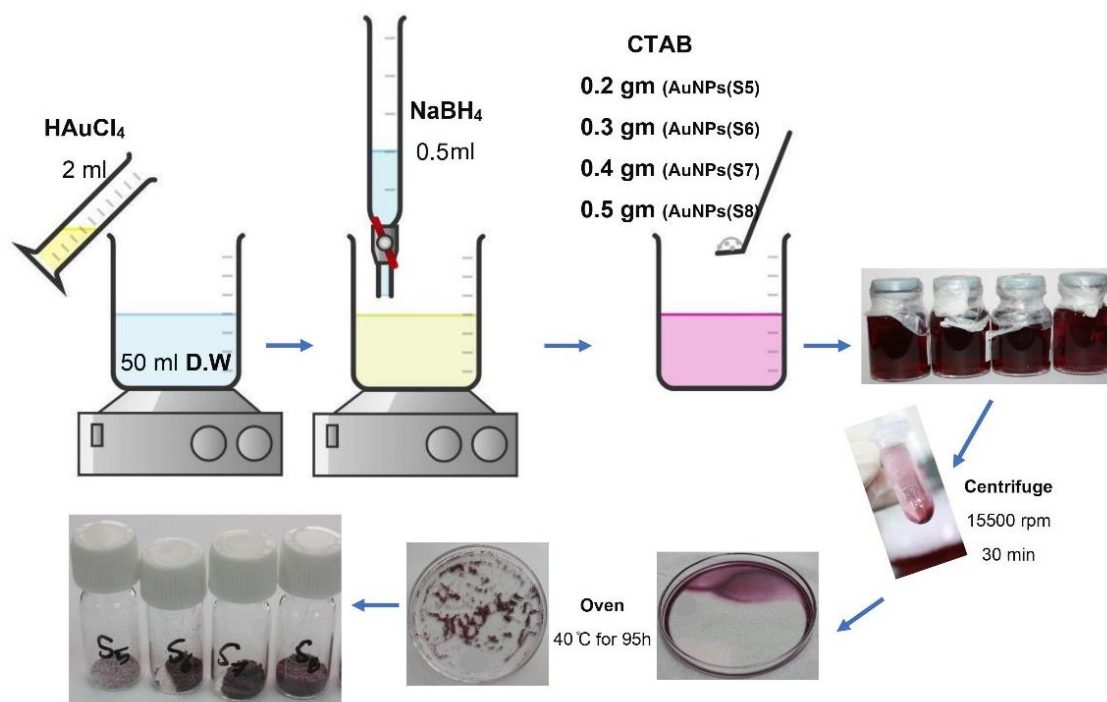 HAuCl₄
2 ml
50 ml D.W
NaBH₄
0.5ml
CTAB
0.2 gm (AuNPs(S5)
0.3 gm (AuNPs(S6)
0.4 gm (AuNPs(S7)
0.5 gm (AuNPs(S8)
Centrifuge
15500 rpm
30 min
Oven
40 ℃ for 95h
S5
S6
S7
S8